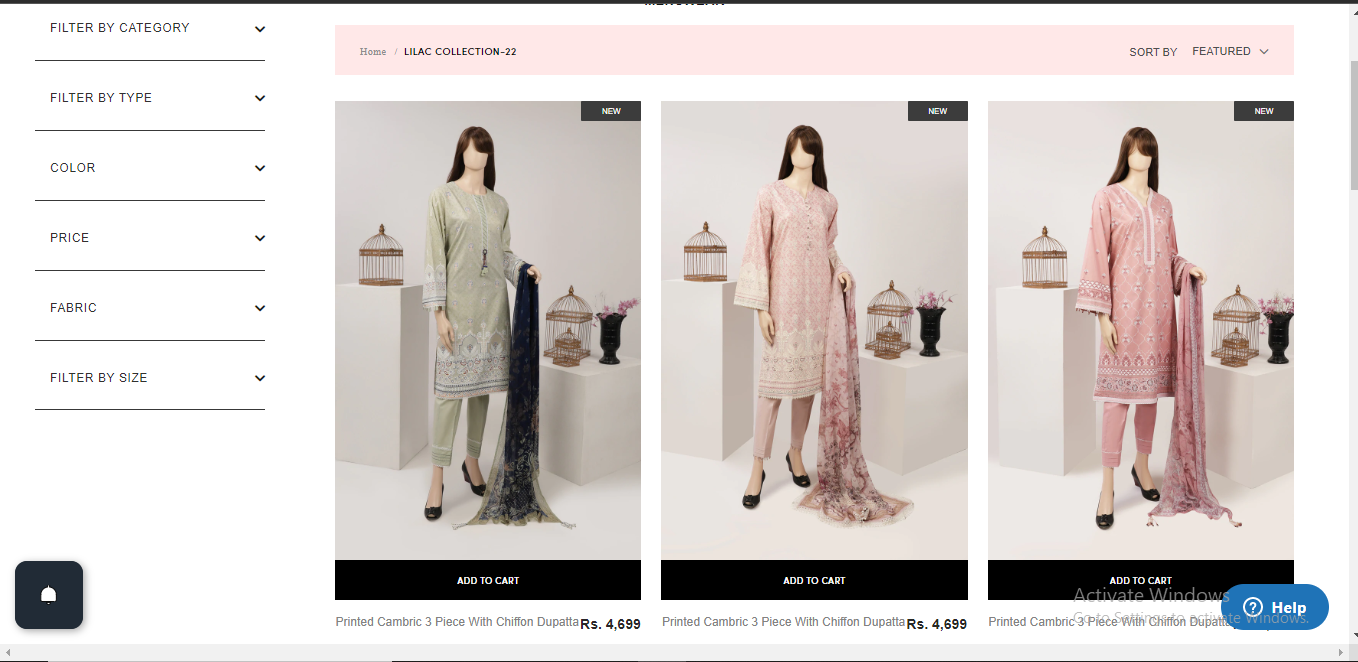 FILTER BY CATEGORY
FILTER BY TYPE
COLOR
PRICE
FABRIC
FILTER BY SIZE
Home / LILAC COLLECTION-22
SORT BY FEATURED
NEW
NEW
NEW
ADD TO CART
ADD TO CART
ADD TO CART
Printed Cambric 3 Piece With Chiffon Dupatta Rs. 4,699
Printed Cambric 3 Piece With Chiffon Dupatta Rs. 4,699
Printed Cambric 3 Piece With Chiffon Dupatta
Activate Windows
Go to Settings to activate Windows.
Help